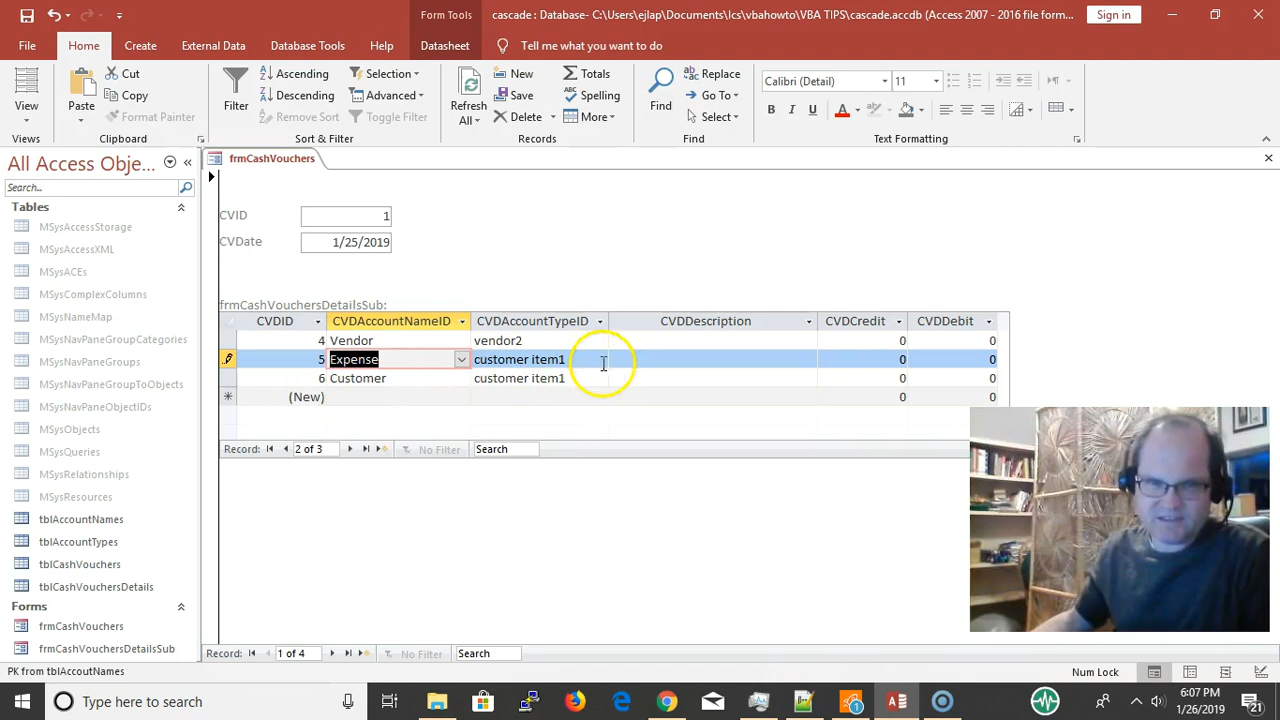 Form Tools
cascade : Database- C:\Users\ejlap\Documents\lcs\vbahowto\VBA TIPS\cascade.accdb (Access 2007 - 2016 file form...
Sign in
File
Home
Create
External Data
Database Tools
Help
Datasheet
Tell me what you want to do
View
Views
Paste
Cut
Copy
Format Painter
Clipboard
Filter
Ascending
Descending
Remove Sort
Selection
Advanced
Toggle Filter
Sort & Filter
Refresh All
New
Save
Delete
Totals
Spelling
More
Records
Find
Replace
Go To
Select
Find
Calibri (Detail)
11
B
I
U
A
Text Formatting
All Access Obje...
Search...
Tables
MSysAccessStorage
MSysAccessXML
MSysACEs
MSysComplexColumns
MSysNameMap
MSysNavPaneGroupCategories
MSysNavPaneGroups
MSysNavPaneGroupToObjects
MSysNavPaneObjectIDs
MSysObjects
MSysQueries
MSysRelationships
MSysResources
tblAccountNames
tblAccountTypes
tblCashVouchers
tblCashVouchersDetails
Forms
frmCashVouchers
frmCashVouchersDetailsSub
frmCashVouchers
CVID 1
CVDate 1/25/2019
frmCashVouchersDetailsSub:
CVDID CVDAccountNameID CVDAccountTypeID CVDDescription CVDCredit CVDDebit
4 Vendor vendor2 0 0
5 Expense customer item1 0 0
6 Customer customer item1 0 0
(New) 0 0
Record: 2 of 3 No Filter Search
Record: 1 of 4 No Filter Search
PK from tblAccoutNames
Num Lock
Type here to search
6:07 PM
1/26/2019
1
21